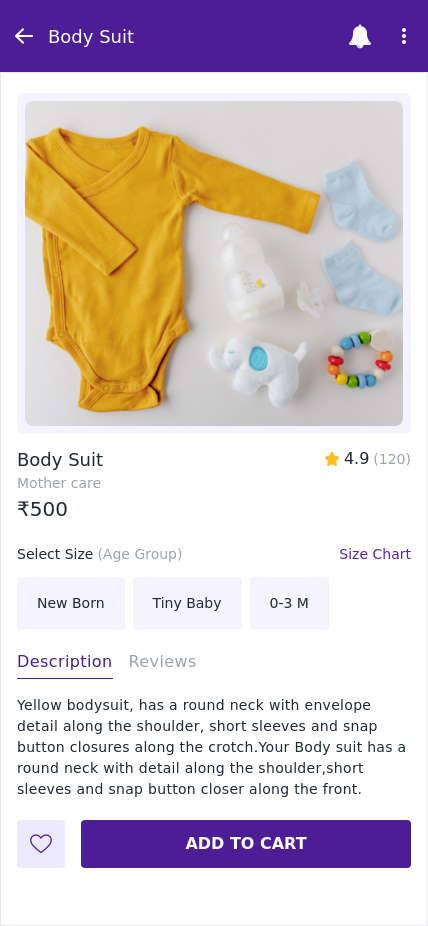 Body Suit
Body Suit
4.9 (120)
Mother care
₹500
Select Size (Age Group)
Size Chart
New Born
Tiny Baby
0-3 M
Description
Reviews
Yellow bodysuit, has a round neck with envelope
detail along the shoulder, short sleeves and snap
button closures along the crotch.Your Body suit has a
round neck with detail along the shoulder,short
sleeves and snap button closer along the front.
ADD TO CART